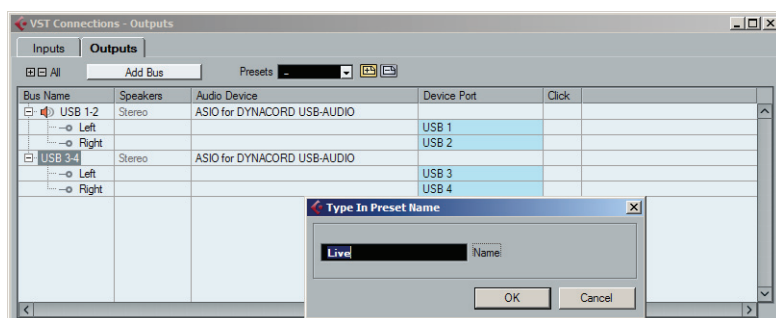 VST Connections - Outputs
Inputs Outputs
All Add Bus Presets -
Bus Name Speakers Audio Device Device Port Click
USB 1-2 Stereo ASIO for DYNACORD USB-AUDIO
Left USB 1
Right USB 2
USB 3-4 Stereo ASIO for DYNACORD USB-AUDIO
Left USB 3
Right USB 4
Type In Preset Name
Live Name
OK Cancel